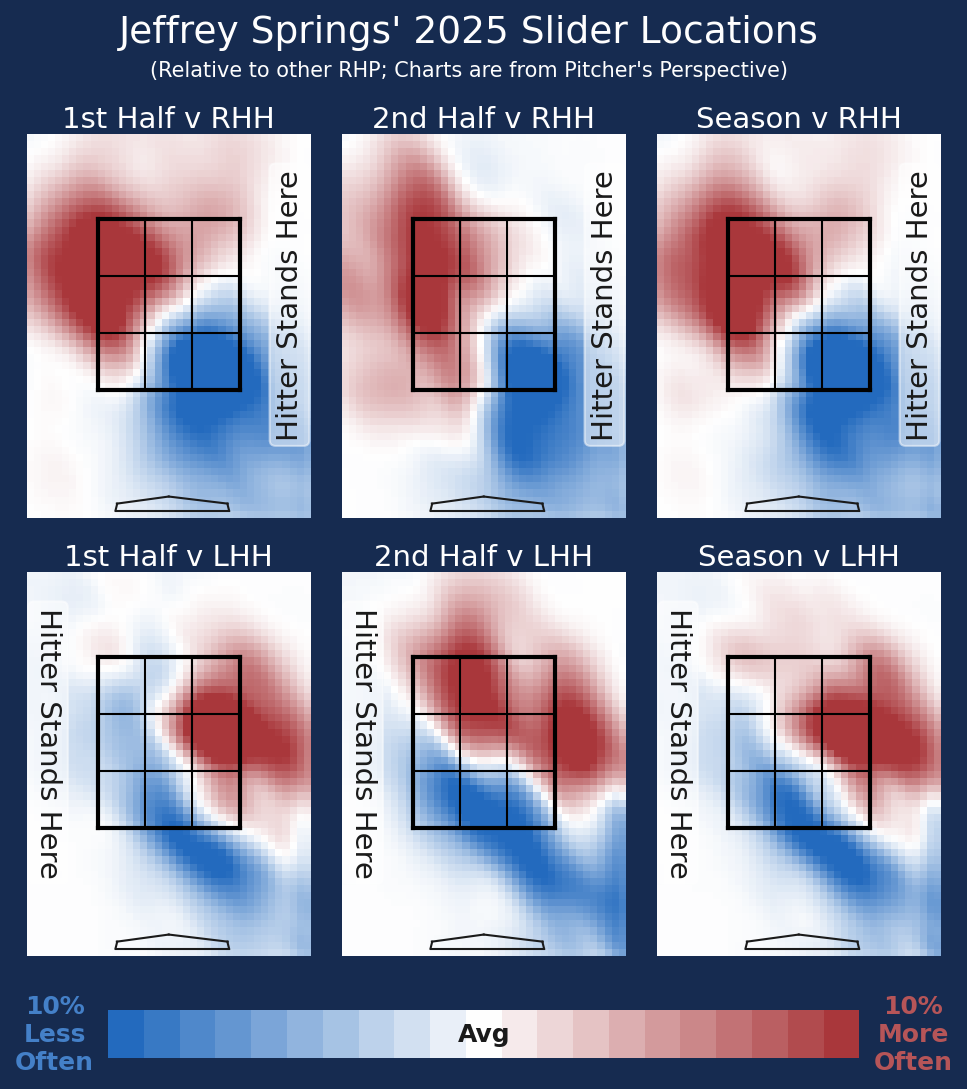 Jeffrey Springs' 2025 Slider Locations
(Relative to other RHP; Charts are from Pitcher's Perspective)
1st Half v RHH
2nd Half v RHH
Season v RHH
Hitter Stands Here
Hitter Stands Here
Hitter Stands Here
1st Half v LHH
2nd Half v LHH
Season v LHH
Hitter Stands Here
Hitter Stands Here
Hitter Stands Here
10%
Less
Often
Avg
10%
More
Often